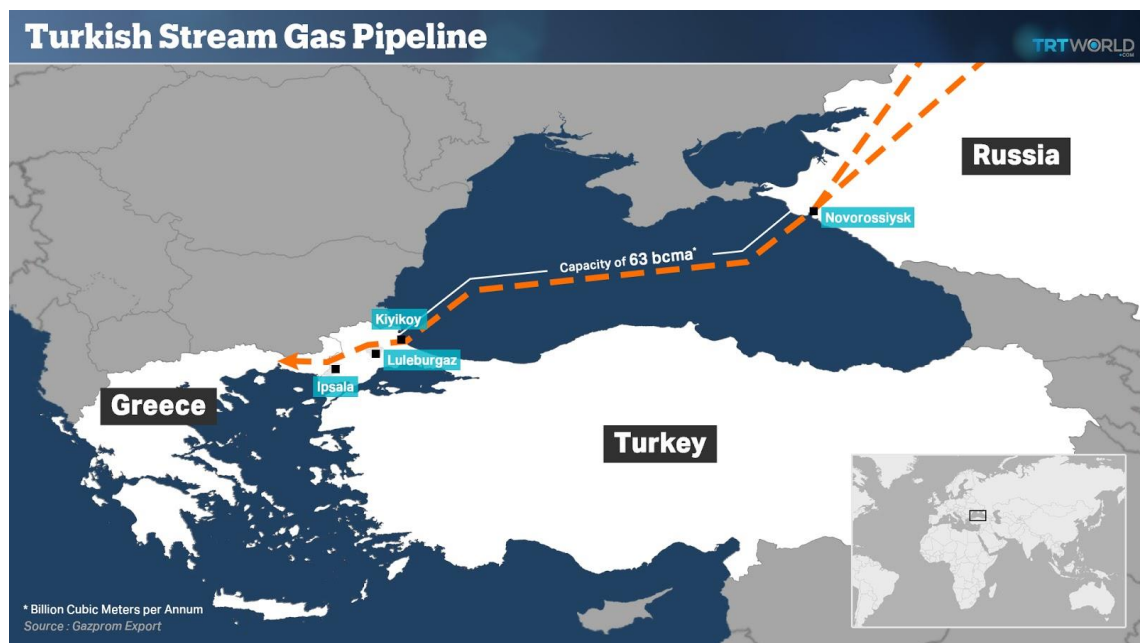 Turkish Stream Gas Pipeline
TRTWORLD
.COM
Russia
Novorossiysk
Capacity of 63 bcma*
Kiyikoy
Luleburgaz
Ipsala
Greece
Turkey
* Billion Cubic Meters per Annum
Source : Gazprom Export